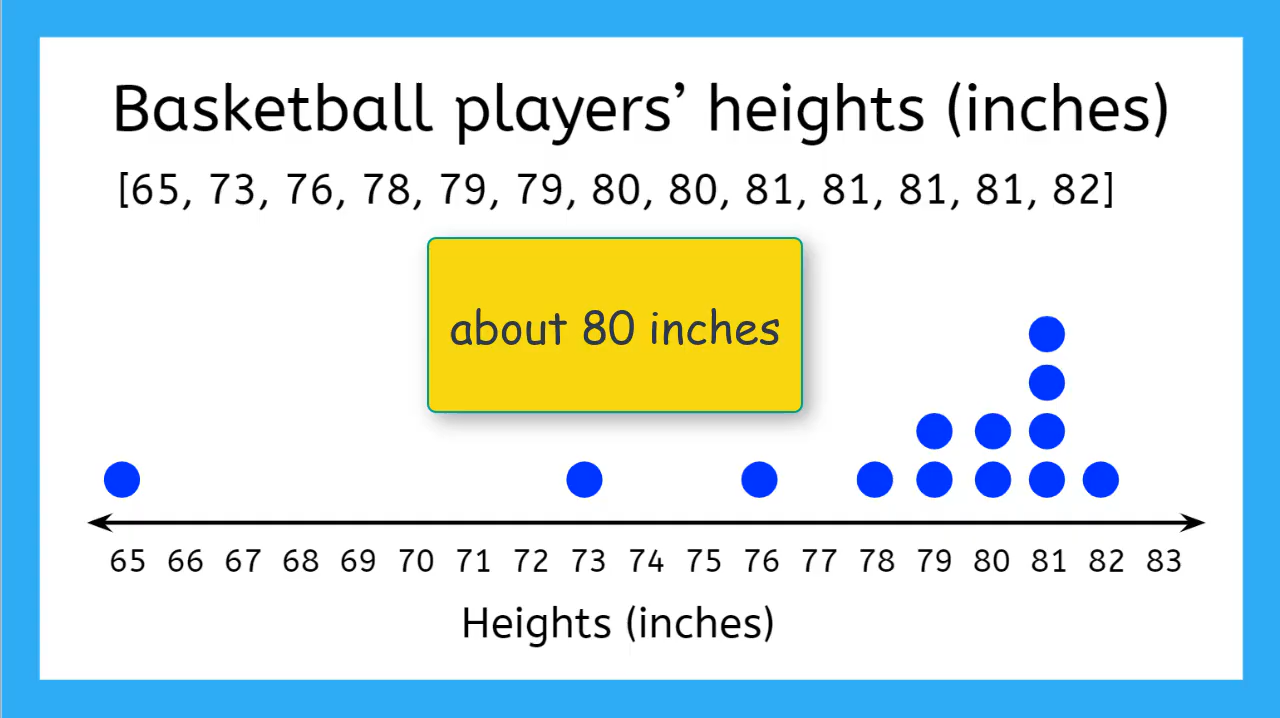 Basketball players’ heights (inches)
[65, 73, 76, 78, 79, 79, 80, 80, 81, 81, 81, 81, 82]
about 80 inches
65 66 67 68 69 70 71 72 73 74 75 76 77 78 79 80 81 82 83
Heights (inches)